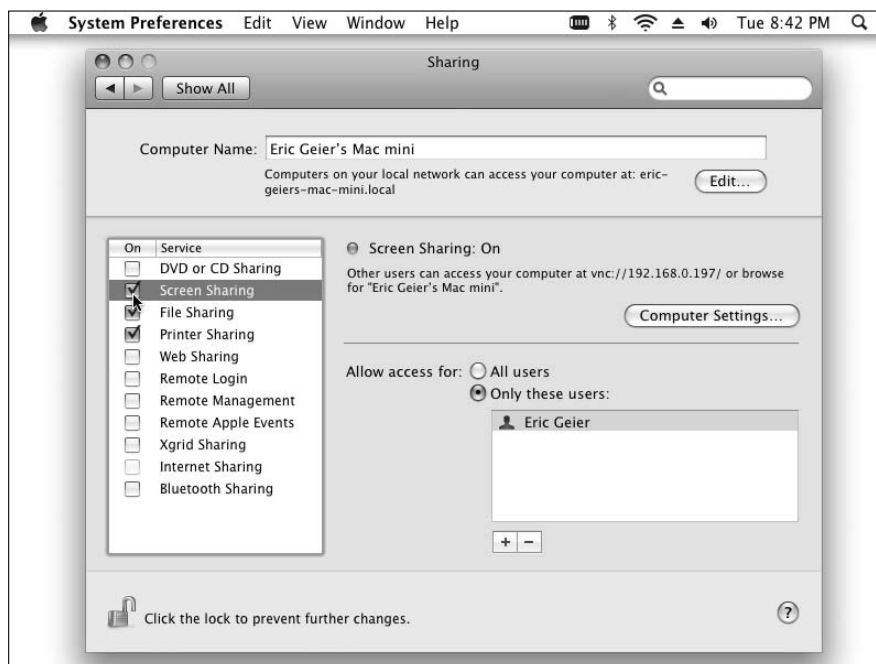 System Preferences Edit View Window Help Tue 8:42 PM
Sharing
Show All
Computer Name: Eric Geier's Mac mini
Computers on your local network can access your computer at: eric-
geiers-mac-mini.local
Edit...
On Service
DVD or CD Sharing
Screen Sharing
File Sharing
Printer Sharing
Web Sharing
Remote Login
Remote Management
Remote Apple Events
Xgrid Sharing
Internet Sharing
Bluetooth Sharing
Screen Sharing: On
Other users can access your computer at vnc://192.168.0.197/ or browse
for "Eric Geier's Mac mini".
Computer Settings...
Allow access for: All users
Only these users:
Eric Geier
+ −
Click the lock to prevent further changes.
?